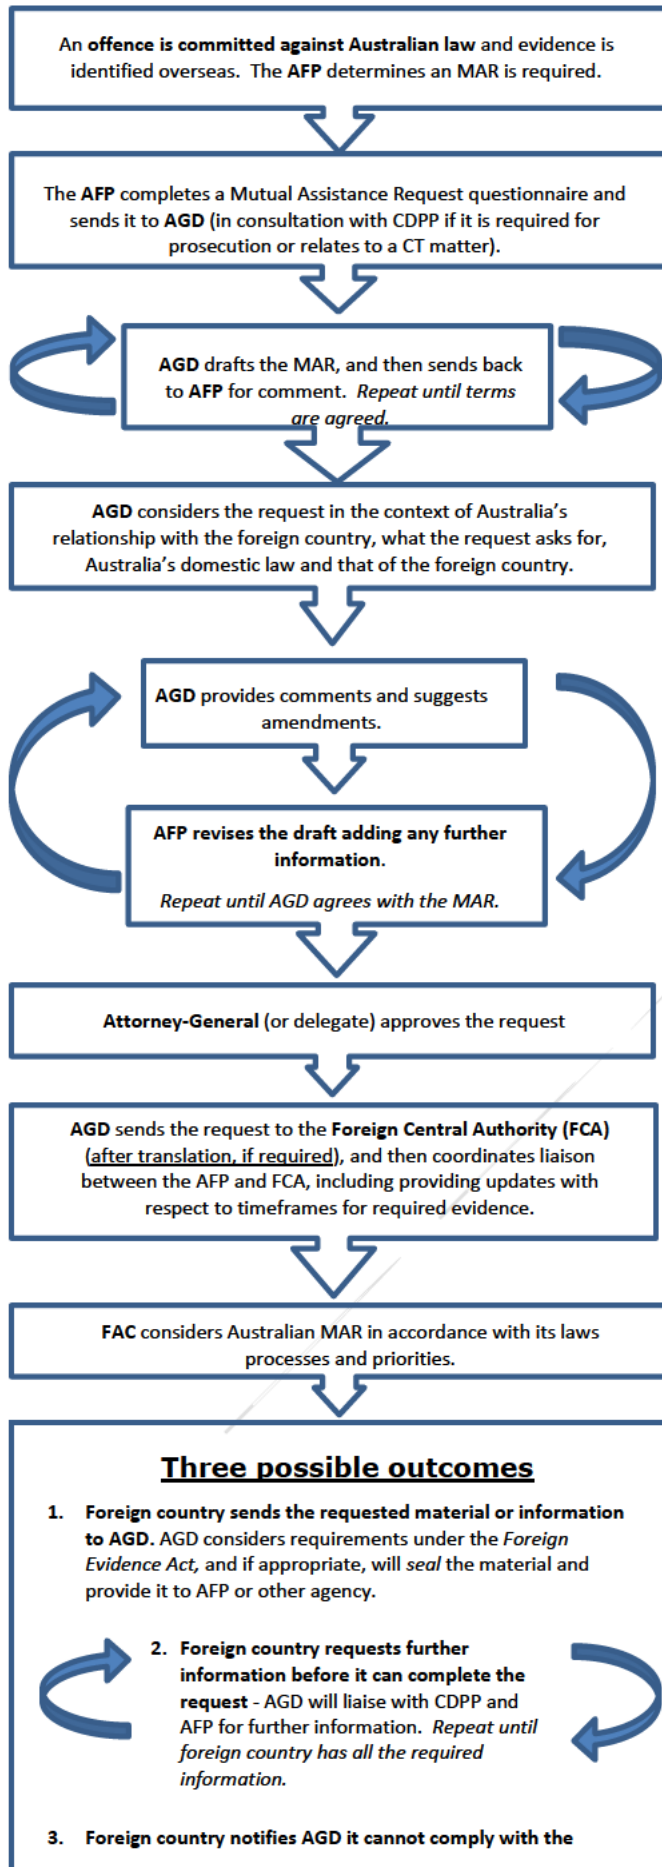 An offence is committed against Australian law and evidence is
identified overseas. The AFP determines an MAR is required.
The AFP completes a Mutual Assistance Request questionnaire and
sends it to AGD (in consultation with CDPP if it is required for
prosecution or relates to a CT matter).
AGD drafts the MAR, and then sends back
to AFP for comment. Repeat until terms
are agreed.
AGD considers the request in the context of Australia's
relationship with the foreign country, what the request asks for,
Australia's domestic law and that of the foreign country.
AGD provides comments and suggests
amendments.
AFP revises the draft adding any further
information.
Repeat until AGD agrees with the MAR.
Attorney-General (or delegate) approves the request
AGD sends the request to the Foreign Central Authority (FCA)
(after translation, if required), and then coordinates liaison
between the AFP and FCA, including providing updates with
respect to timeframes for required evidence.
FAC considers Australian MAR in accordance with its laws
processes and priorities.
Three possible outcomes
1. Foreign country sends the requested material or information
to AGD. AGD considers requirements under the Foreign
Evidence Act, and if appropriate, will seal the material and
provide it to AFP or other agency.
2. Foreign country requests further
information before it can complete the
request - AGD will liaise with CDPP and
AFP for further information. Repeat until
foreign country has all the required
information.
3. Foreign country notifies AGD it cannot comply with the